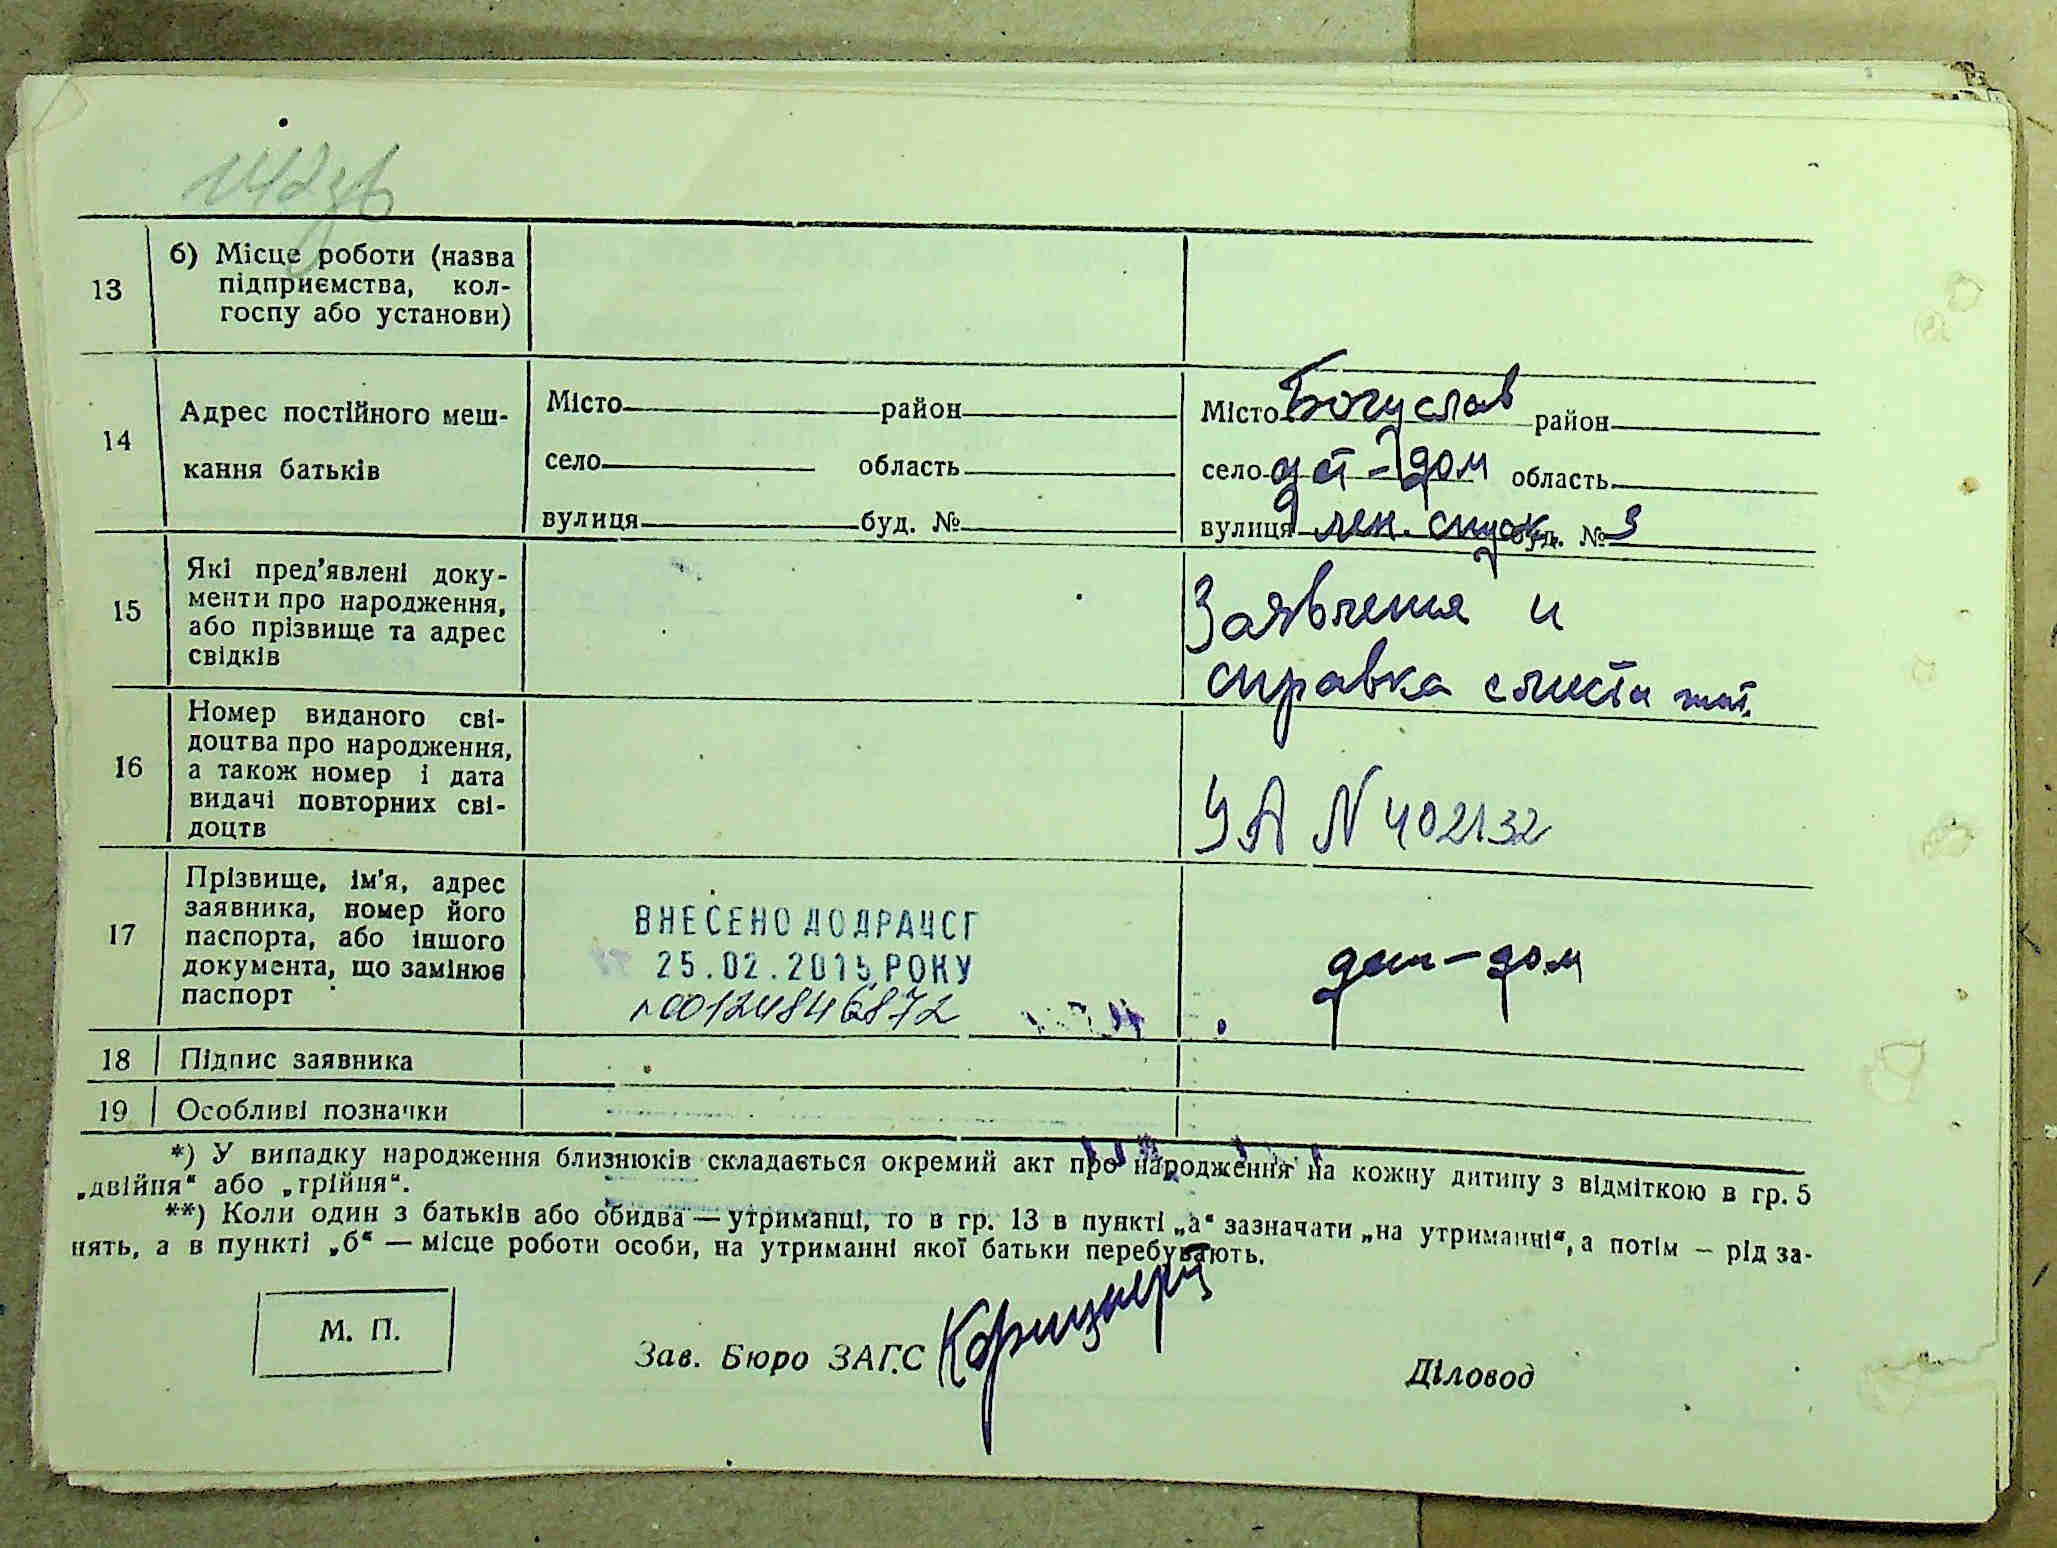 13
б) Місце роботи (назва
підприємства, кол-
госпу або установи)
14
Адрес постійного меш-
кання батьків
Місто район
село область
вулиця буд. №
Місто Богуслав район
село дет-дом область
вулиця лен. спуск буд. № 3
15
Які пред'явлені доку-
менти про народження,
або прізвище та адрес
свідків
Заявления и
справка
16
Номер виданого сві-
доцтва про народження,
а також номер і дата
видачі повторних сві-
доцтв
УА N 402132
17
Прізвище, ім'я, адрес
заявника, номер його
паспорта, або іншого
документа, що замінює
паспорт
ВНЕСЕНО ДО ДРАЦСГ
25.02.2015 РОКУ
00124846872
дет-дом
18 Підпис заявника
19 Особливі позначки
*) У випадку народження близнюків складається окремий акт про народження на кожну дитину з відміткою в гр. 5
„двійня“ або „трійня“.
**) Коли один з батьків або обидва — утриманці, то в гр. 13 в пункті „а“ зазначати „на утриманні“, а потім — рід за-
нять, а в пункті „б“ — місце роботи особи, на утриманні якої батьки перебувають.
М. П.
Зав. Бюро ЗАГС
Діловод